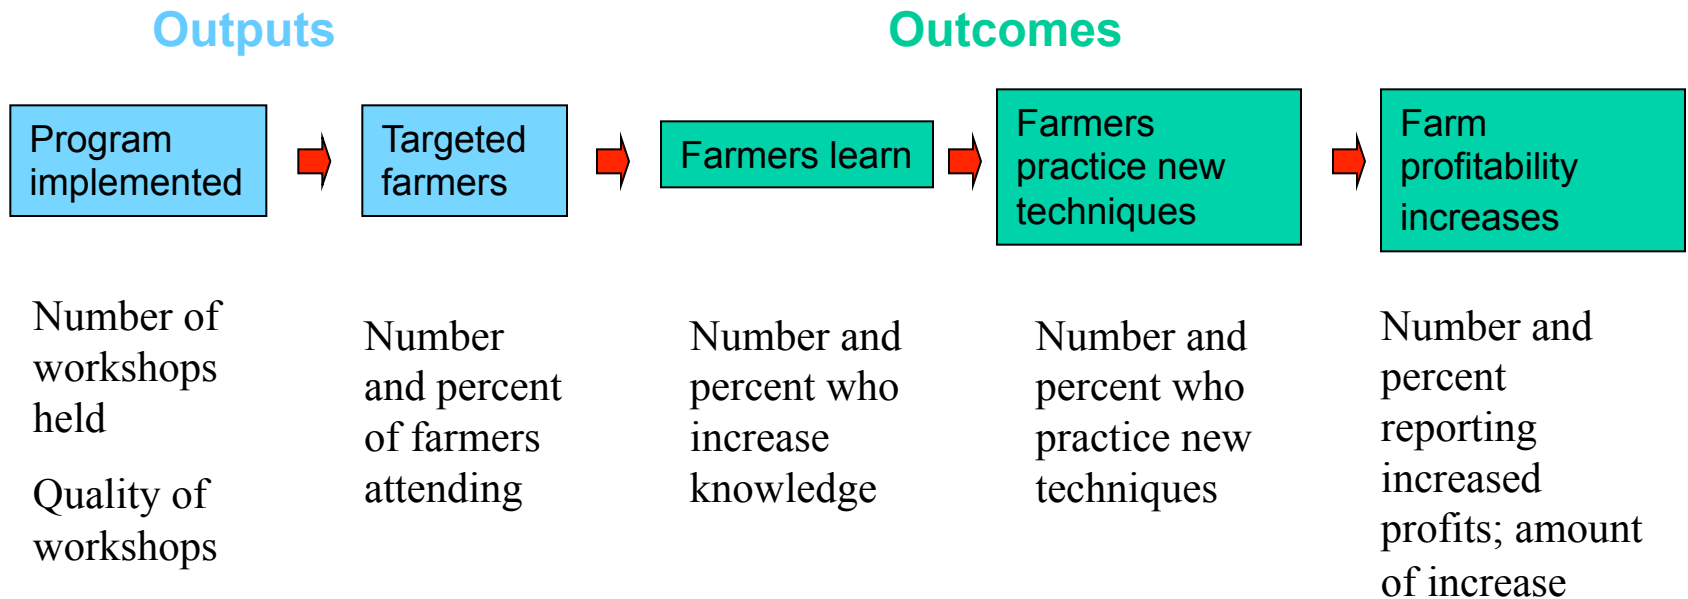 Outputs
Outcomes
Program
implemented
Targeted
farmers
Farmers learn
Farmers
practice new
techniques
Farm
profitability
increases
Number of
workshops
held
Quality of
workshops
Number
and percent
of farmers
attending
Number and
percent who
increase
knowledge
Number and
percent who
practice new
techniques
Number and
percent
reporting
increased
profits; amount
of increase